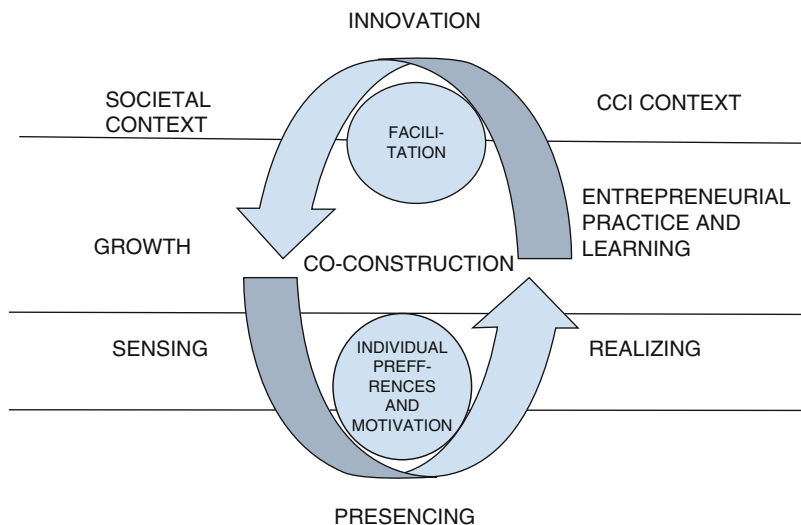 INNOVATION
SOCIETAL
CONTEXT
CCI CONTEXT
FACILI-
TATION
ENTREPRENEURIAL
PRACTICE AND
LEARNING
GROWTH
CO-CONSTRUCTION
SENSING
INDIVIDUAL
PREFF-
RENCES
AND
MOTIVATION
REALIZING
PRESENCING